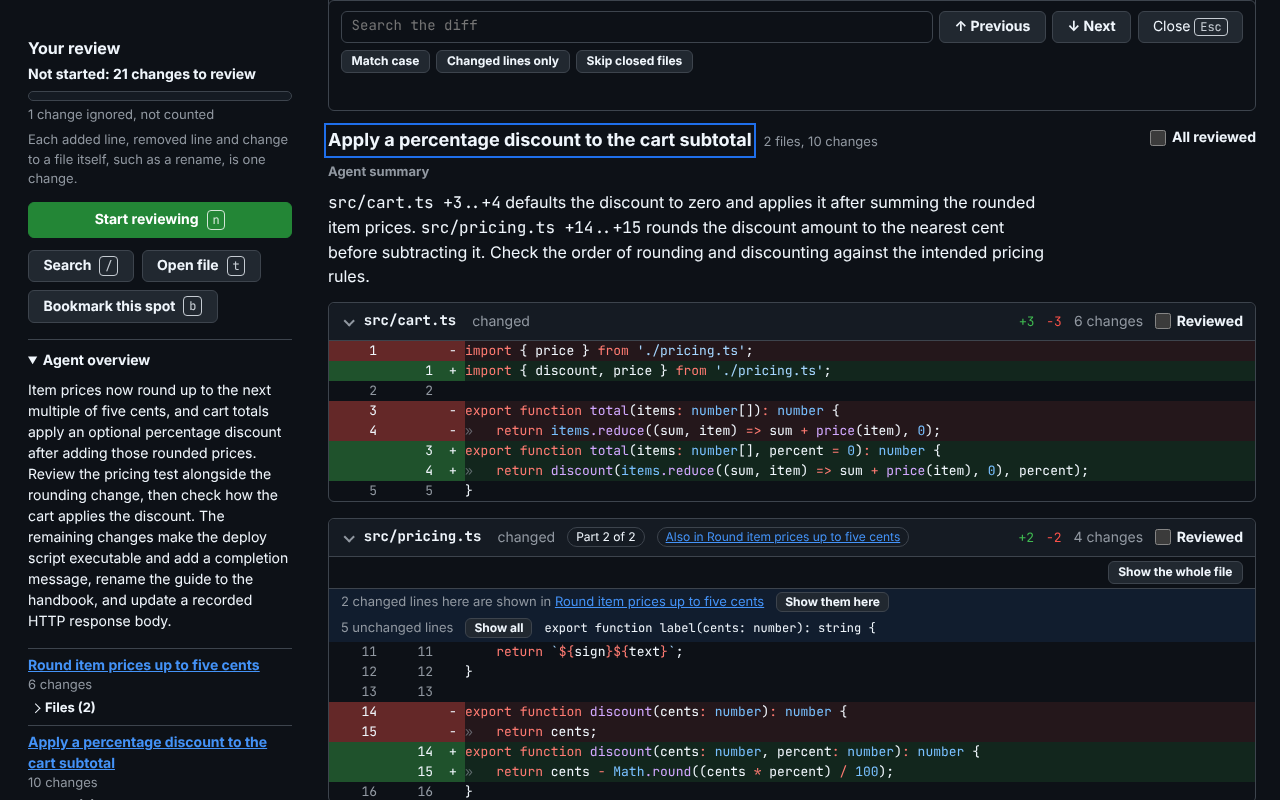 Your review
Not started: 21 changes to review
1 change ignored, not counted
Each added line, removed line and change
to a file itself, such as a rename, is one
change.
Start reviewing n
Search /
Open file t
Bookmark this spot b
Agent overview
Item prices now round up to the next
multiple of five cents, and cart totals
apply an optional percentage discount
after adding those rounded prices.
Review the pricing test alongside the
rounding change, then check how the
cart applies the discount. The
remaining changes make the deploy
script executable and add a completion
message, rename the guide to the
handbook, and update a recorded
HTTP response body.
Round item prices up to five cents
6 changes
Files (2)
Apply a percentage discount to the
cart subtotal
10 changes
Search the diff
↑ Previous
↓ Next
Close Esc
Match case
Changed lines only
Skip closed files
Apply a percentage discount to the cart subtotal 2 files, 10 changes
All reviewed
Agent summary
src/cart.ts +3..+4 defaults the discount to zero and applies it after summing the rounded
item prices. src/pricing.ts +14..+15 rounds the discount amount to the nearest cent
before subtracting it. Check the order of rounding and discounting against the intended pricing
rules.
src/cart.ts changed +3 -3 6 changes Reviewed
1 - import { price } from './pricing.ts';
1 + import { discount, price } from './pricing.ts';
2 2
3 - export function total(items: number[]): number {
4 - » return items.reduce((sum, item) => sum + price(item), 0);
3 + export function total(items: number[], percent = 0): number {
4 + » return discount(items.reduce((sum, item) => sum + price(item), 0), percent);
5 5 }
src/pricing.ts changed Part 2 of 2 Also in Round item prices up to five cents +2 -2 4 changes Reviewed
Show the whole file
2 changed lines here are shown in Round item prices up to five cents Show them here
5 unchanged lines Show all export function label(cents: number): string {
11 11 return `${sign}${text}`;
12 12 }
13 13
14 - export function discount(cents: number): number {
15 - » return cents;
14 + export function discount(cents: number, percent: number): number {
15 + » return cents - Math.round((cents * percent) / 100);
16 16 }